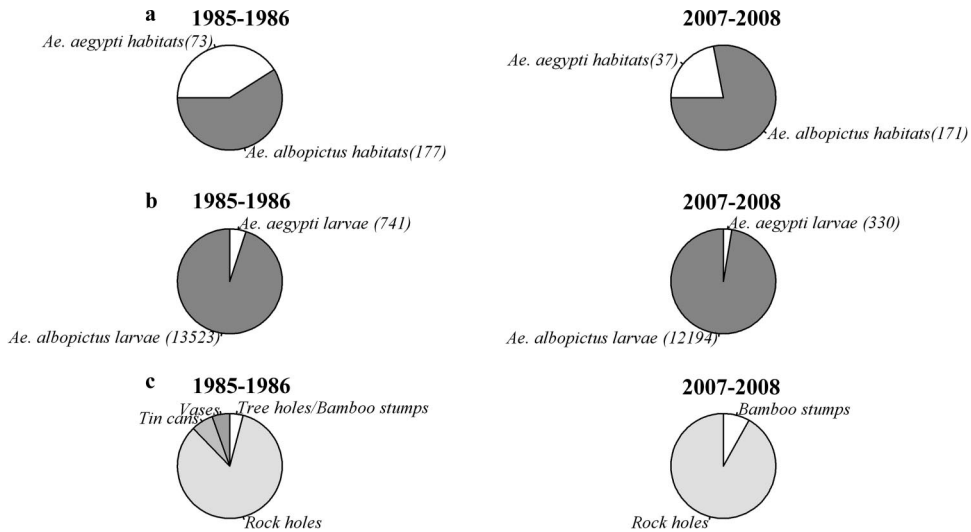 a
1985-1986
Ae. aegypti habitats(73)
Ae. albopictus habitats(177)
2007-2008
Ae. aegypti habitats(37)
Ae. albopictus habitats(171)
b
1985-1986
Ae. aegypti larvae (741)
Ae. albopictus larvae (13523)
2007-2008
Ae. aegypti larvae (330)
Ae. albopictus larvae (12194)
c
1985-1986
Vases
Tree holes/Bamboo stumps
Tin cans
Rock holes
2007-2008
Bamboo stumps
Rock holes